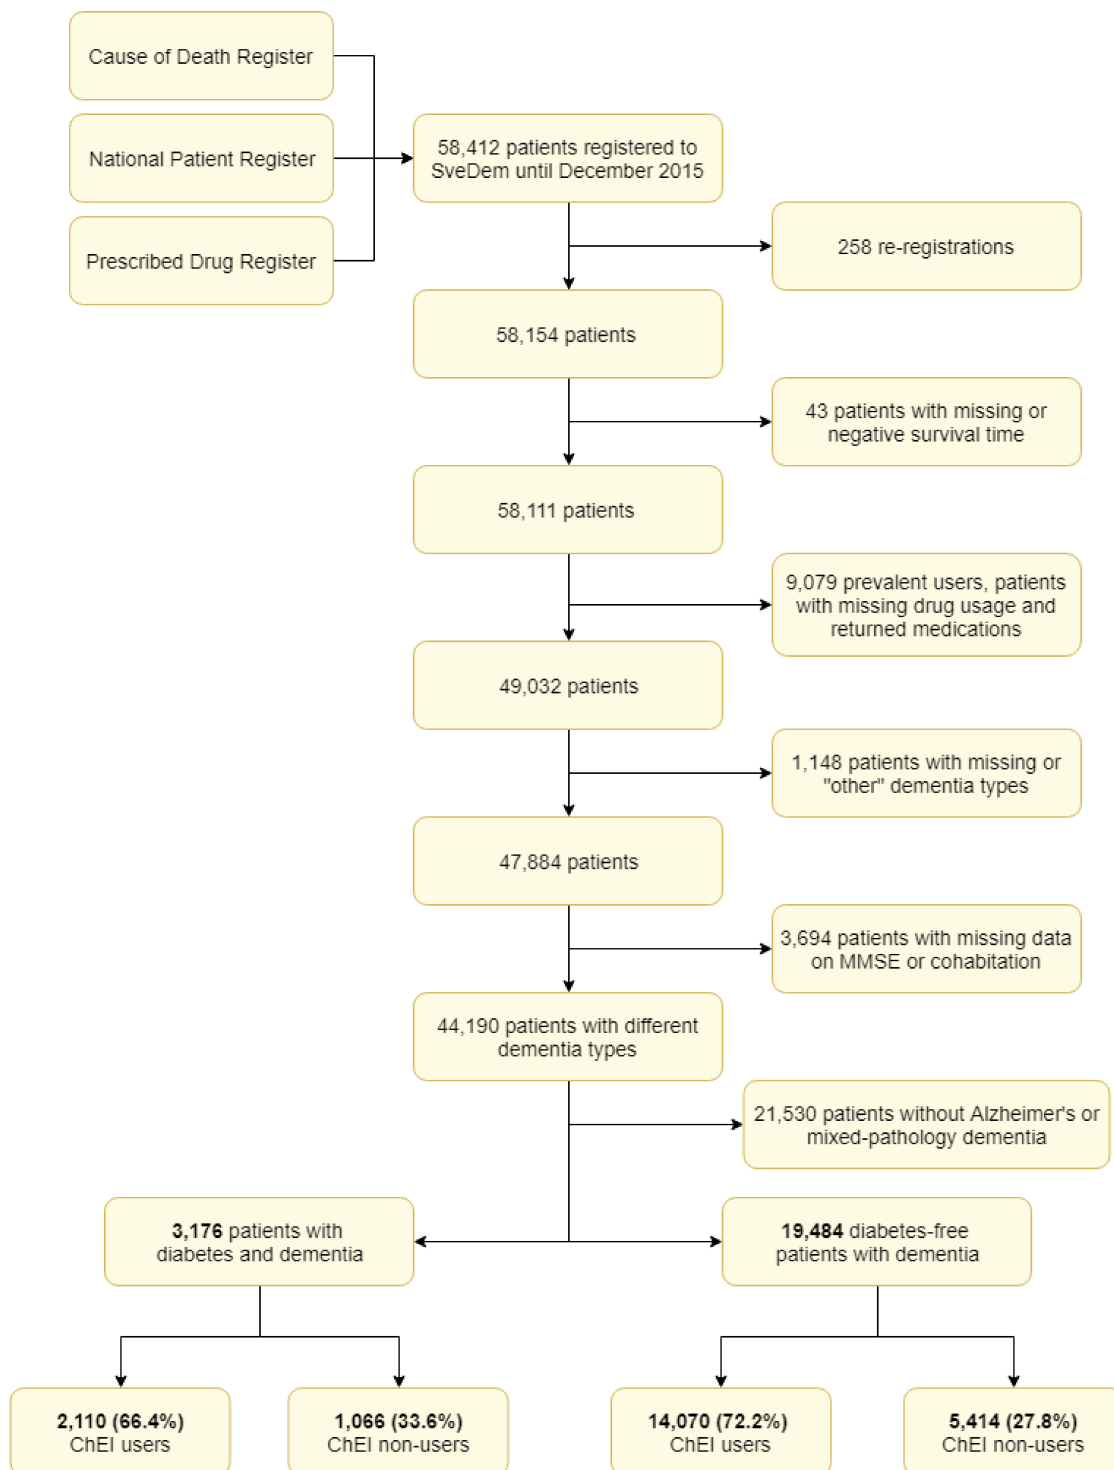 Cause of Death Register
National Patient Register
Prescribed Drug Register
58,412 patients registered to
SveDem until December 2015
258 re-registrations
58,154 patients
43 patients with missing or
negative survival time
58,111 patients
9,079 prevalent users, patients
with missing drug usage and
returned medications
49,032 patients
1,148 patients with missing or
"other" dementia types
47,884 patients
3,694 patients with missing data
on MMSE or cohabitation
44,190 patients with different
dementia types
21,530 patients without Alzheimer's or
mixed-pathology dementia
3,176 patients with
diabetes and dementia
19,484 diabetes-free
patients with dementia
2,110 (66.4%)
ChEI users
1,066 (33.6%)
ChEI non-users
14,070 (72.2%)
ChEI users
5,414 (27.8%)
ChEI non-users